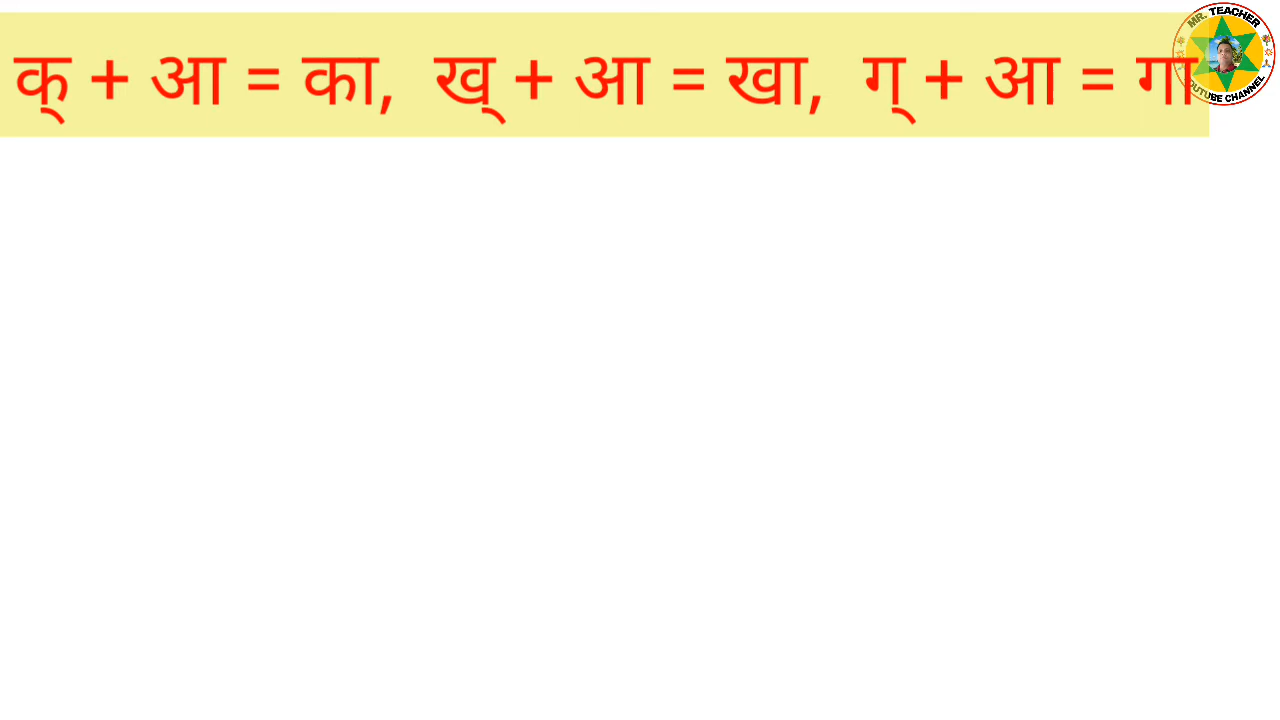 क् + आ = का, ख् + आ = खा, ग् + आ = गा
MR. TEACHER
YOUTUBE CHANNEL